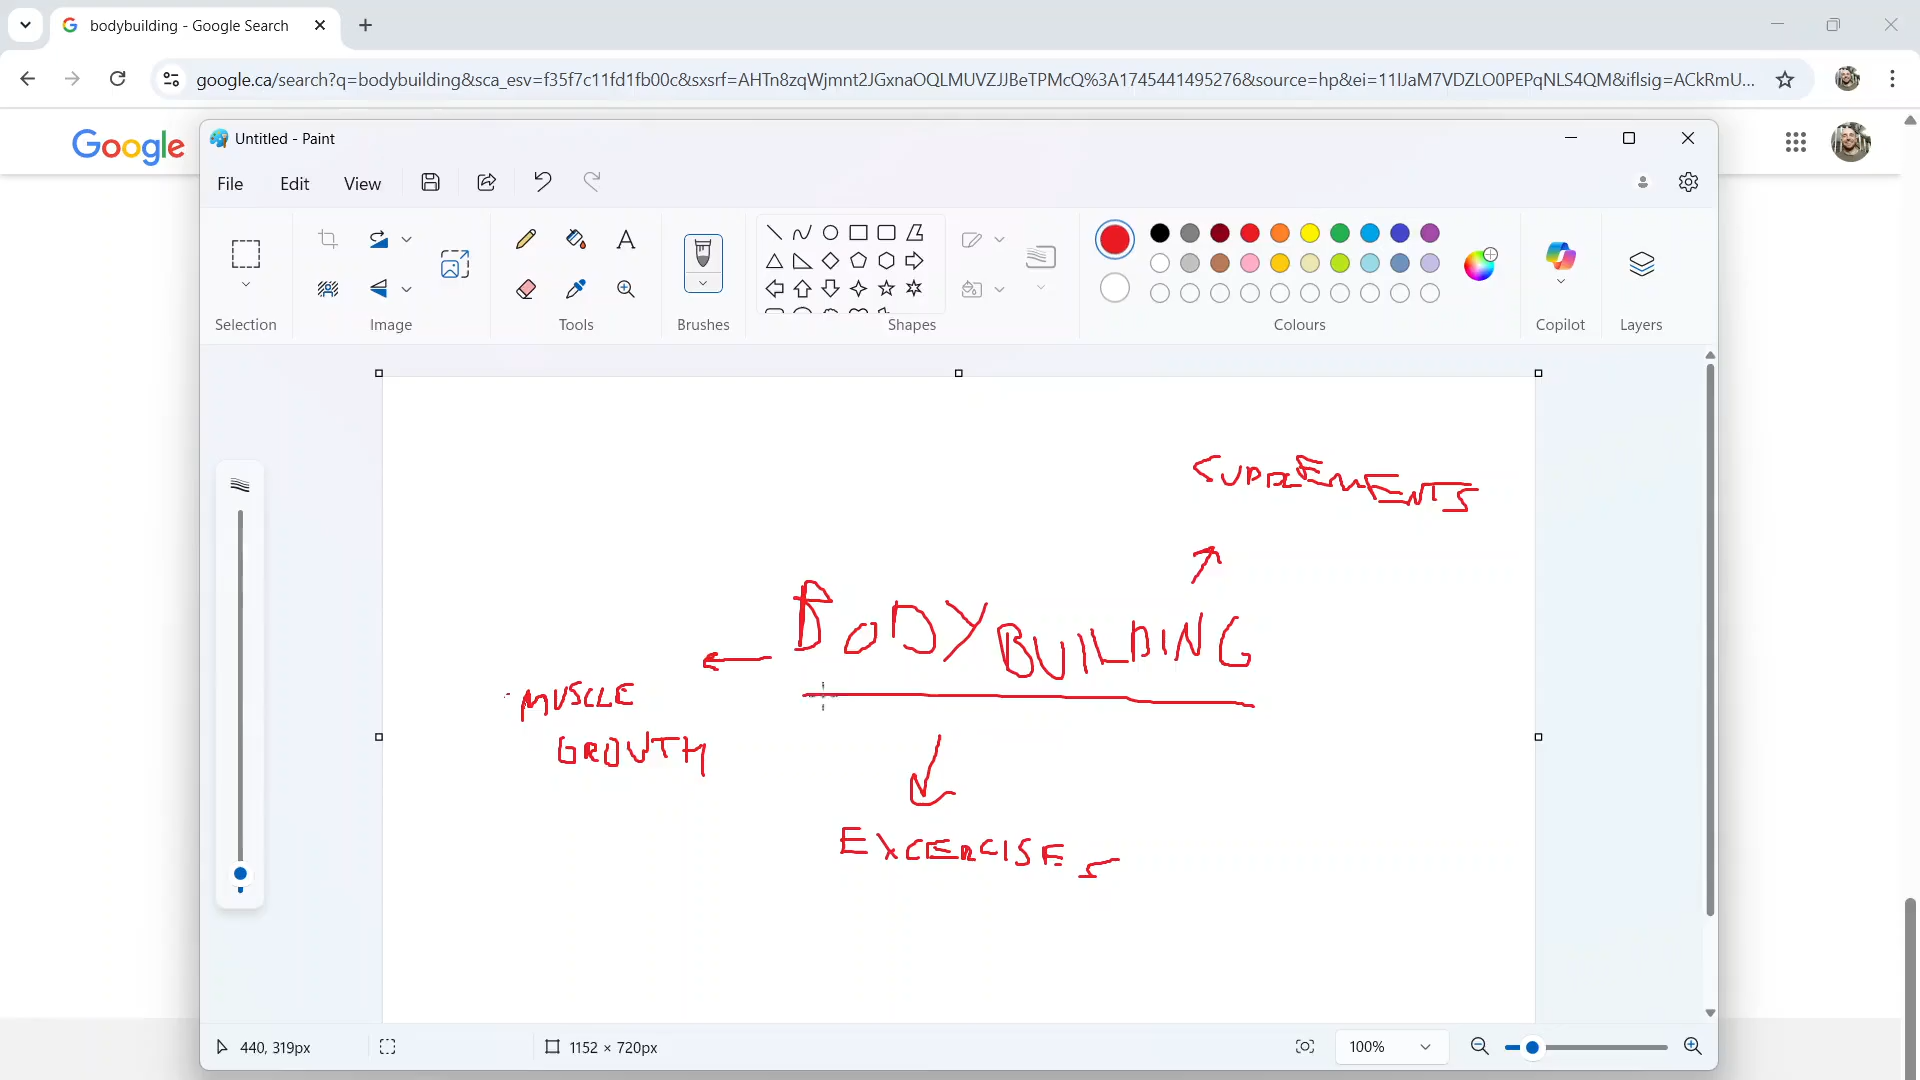 bodybuilding - Google Search
google.ca/search?q=bodybuilding&sca_esv=f35f7c11fd1fb00c&sxsrf=AHTn8zqWjmnt2JGxnaOQLMUVZJJBeTPMcQ%3A1745441495276&source=hp&ei=11IJaM7VDZLO0PEPqNLS4QM&iflsig=ACkRmU...
Google
Untitled - Paint
File Edit View
A
Selection Image Tools Brushes Shapes Colours Copilot Layers
SUPPLEMENTS
BODYBUILDING
MUSCLE
GROWTH
EXCERCISES
440, 319px 1152 × 720px 100%